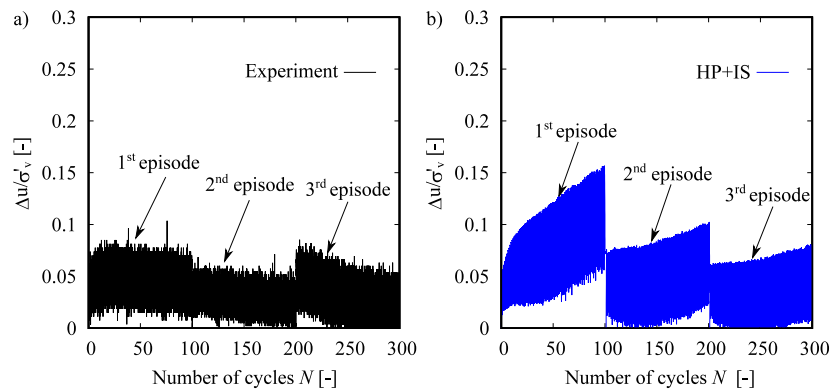 a)
0.3
0.25
0.2
0.15
0.1
0.05
0
Δu/σ'ᵥ [-]
Experiment
1st episode
2nd episode
3rd episode
0 50 100 150 200 250 300
Number of cycles N [-]
b)
0.3
0.25
0.2
0.15
0.1
0.05
0
Δu/σ'ᵥ [-]
HP+IS
1st episode
2nd episode
3rd episode
0 50 100 150 200 250 300
Number of cycles N [-]